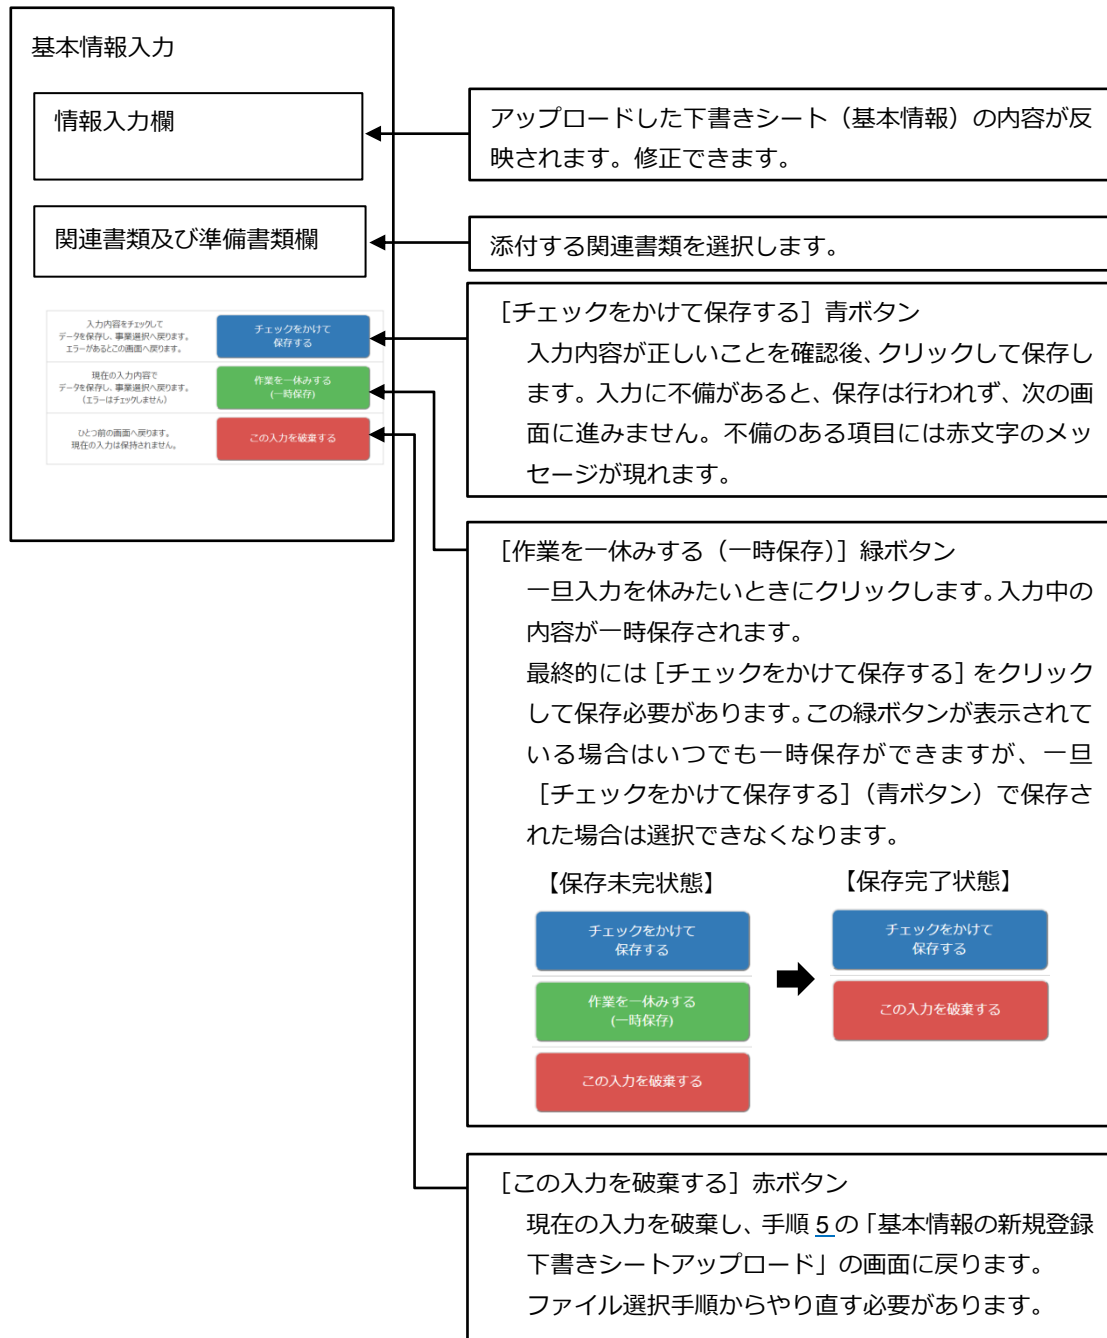 基本情報入力
情報入力欄
アップロードした下書きシート（基本情報）の内容が反
映されます。修正できます。
関連書類及び準備書類欄
添付する関連書類を選択します。
入力内容をチェックして
データを保存し、事業選択へ戻ります。
エラーがあるとこの画面へ戻ります。
チェックをかけて
保存する
現在の入力内容で
データを保存し、事業選択へ戻ります。
（エラーはチェックしません）
作業を一休みする
(一時保存)
ひとつ前の画面へ戻ります。
現在の入力は保持されません。
この入力を破棄する
［チェックをかけて保存する］青ボタン
入力内容が正しいことを確認後、クリックして保存し
ます。入力に不備があると、保存は行われず、次の画
面に進みません。不備のある項目には赤文字のメッ
セージが現れます。
［作業を一休みする（一時保存）］緑ボタン
一旦入力を休みたいときにクリックします。入力中の
内容が一時保存されます。
最終的には［チェックをかけて保存する］をクリック
して保存必要があります。この緑ボタンが表示されて
いる場合はいつでも一時保存ができますが、一旦
［チェックをかけて保存する］（青ボタン）で保存さ
れた場合は選択できなくなります。
【保存未完状態】
チェックをかけて
保存する
作業を一休みする
(一時保存)
この入力を破棄する
【保存完了状態】
チェックをかけて
保存する
この入力を破棄する
［この入力を破棄する］赤ボタン
現在の入力を破棄し、手順 5 の「基本情報の新規登録
下書きシートアップロード」の画面に戻ります。
ファイル選択手順からやり直す必要があります。